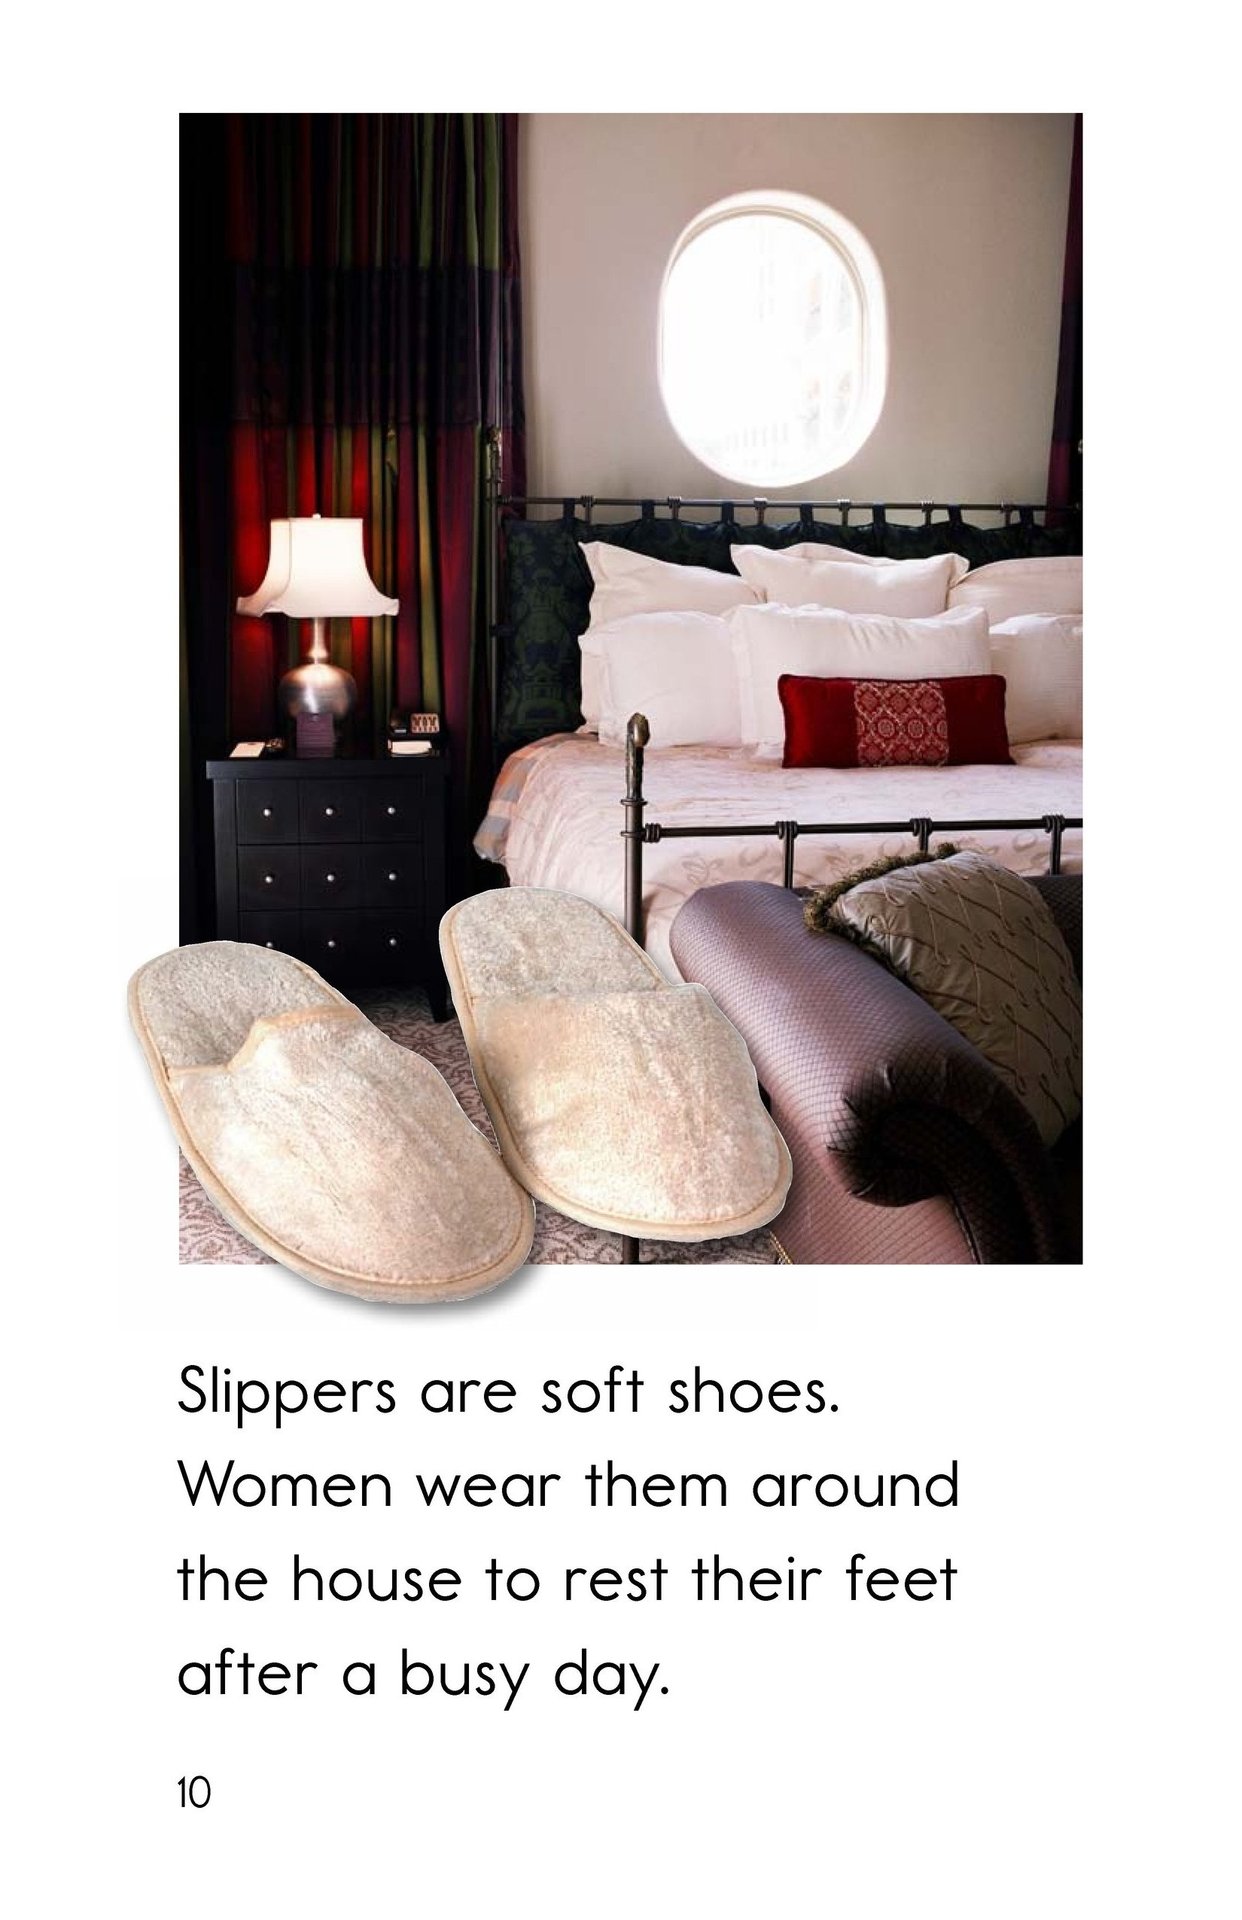 Slippers are soft shoes.
Women wear them around
the house to rest their feet
after a busy day.
10